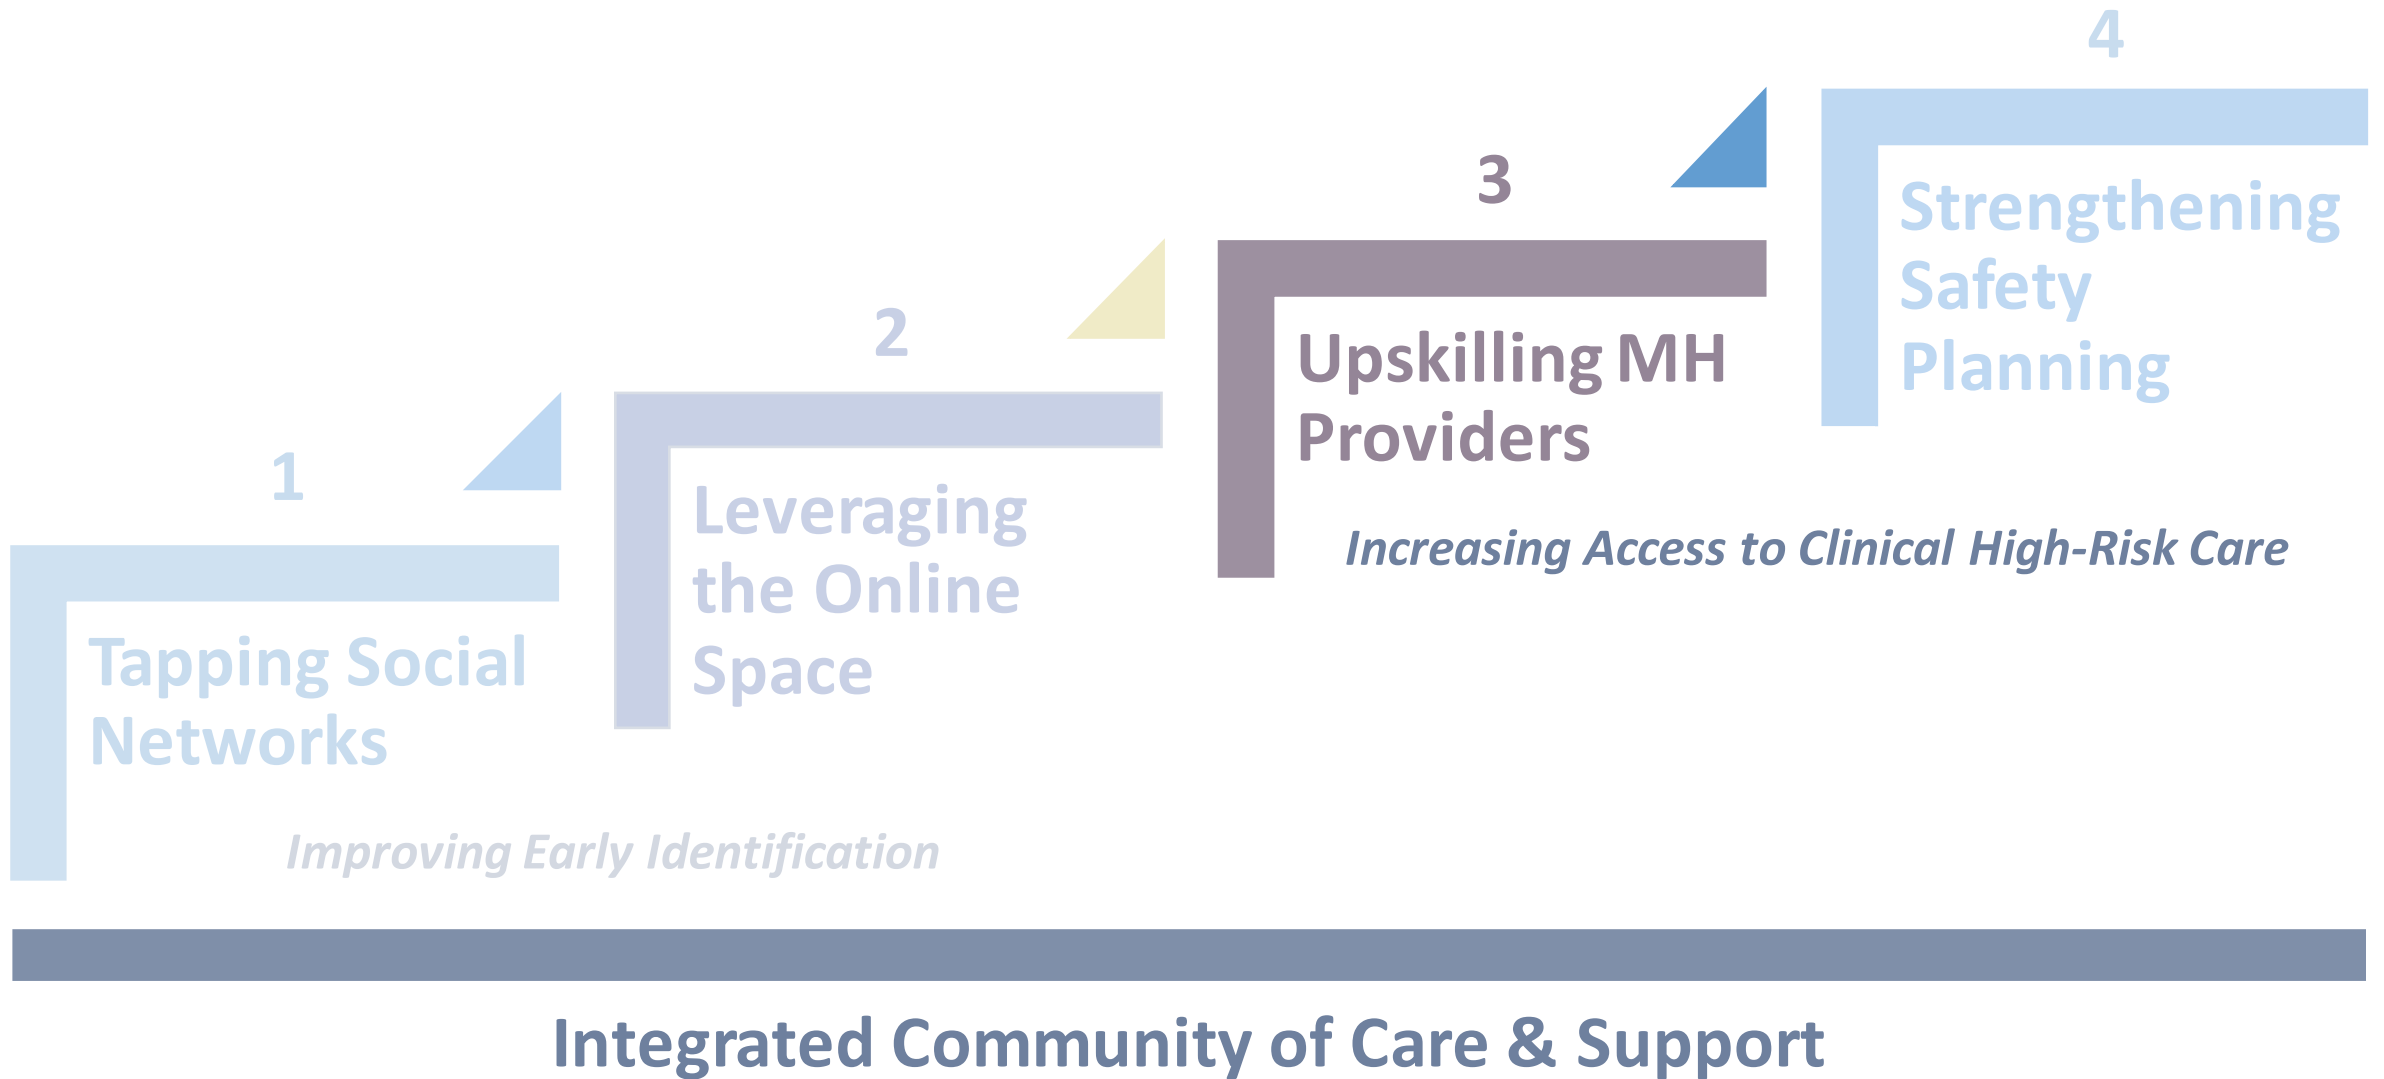 1
Tapping Social
Networks
2
Leveraging
the Online
Space
Improving Early Identification
3
Upskilling MH
Providers
4
Strengthening
Safety
Planning
Increasing Access to Clinical High-Risk Care
Integrated Community of Care & Support